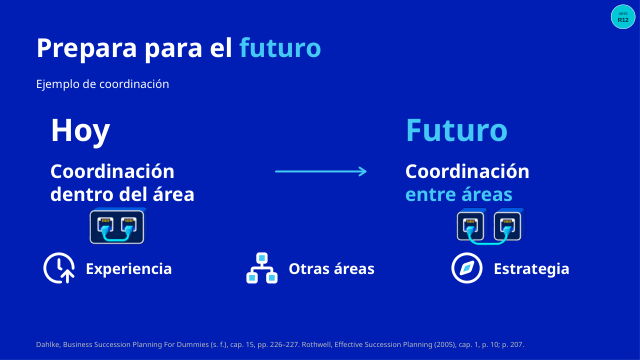 R12
Prepara para el futuro
Ejemplo de coordinación
Hoy
Futuro
Coordinación
dentro del área
Coordinación
entre áreas
Experiencia
Otras áreas
Estrategia
Dahlke, Business Succession Planning For Dummies (s. f.), cap. 15, pp. 226–227. Rothwell, Effective Succession Planning (2005), cap. 1, p. 10; p. 207.